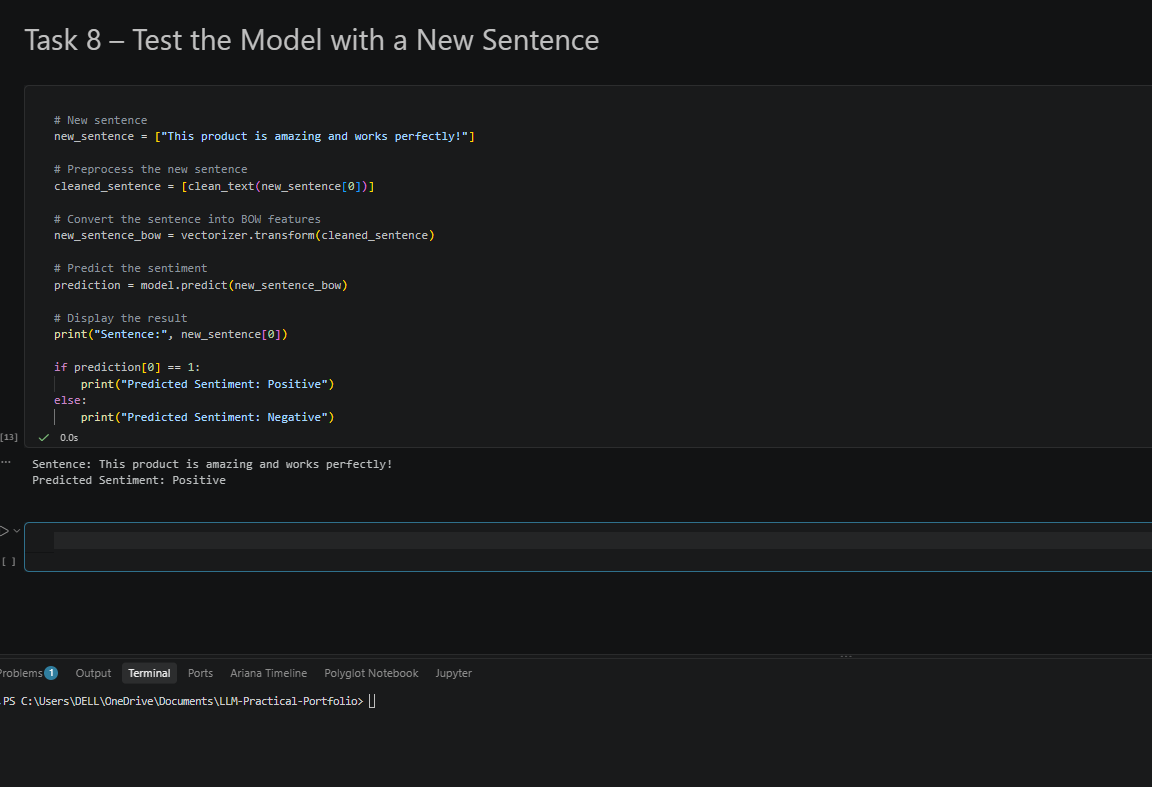 Task 8 – Test the Model with a New Sentence
# New sentence
new_sentence = ["This product is amazing and works perfectly!"]
# Preprocess the new sentence
cleaned_sentence = [clean_text(new_sentence[0])]
# Convert the sentence into BOW features
new_sentence_bow = vectorizer.transform(cleaned_sentence)
# Predict the sentiment
prediction = model.predict(new_sentence_bow)
# Display the result
print("Sentence:", new_sentence[0])
if prediction[0] == 1:
    print("Predicted Sentiment: Positive")
else:
    print("Predicted Sentiment: Negative")
[13] 0.0s
... Sentence: This product is amazing and works perfectly!
Predicted Sentiment: Positive
[ ]
...
Problems 1 Output Terminal Ports Ariana Timeline Polyglot Notebook Jupyter
PS C:\Users\DELL\OneDrive\Documents\LLM-Practical-Portfolio>